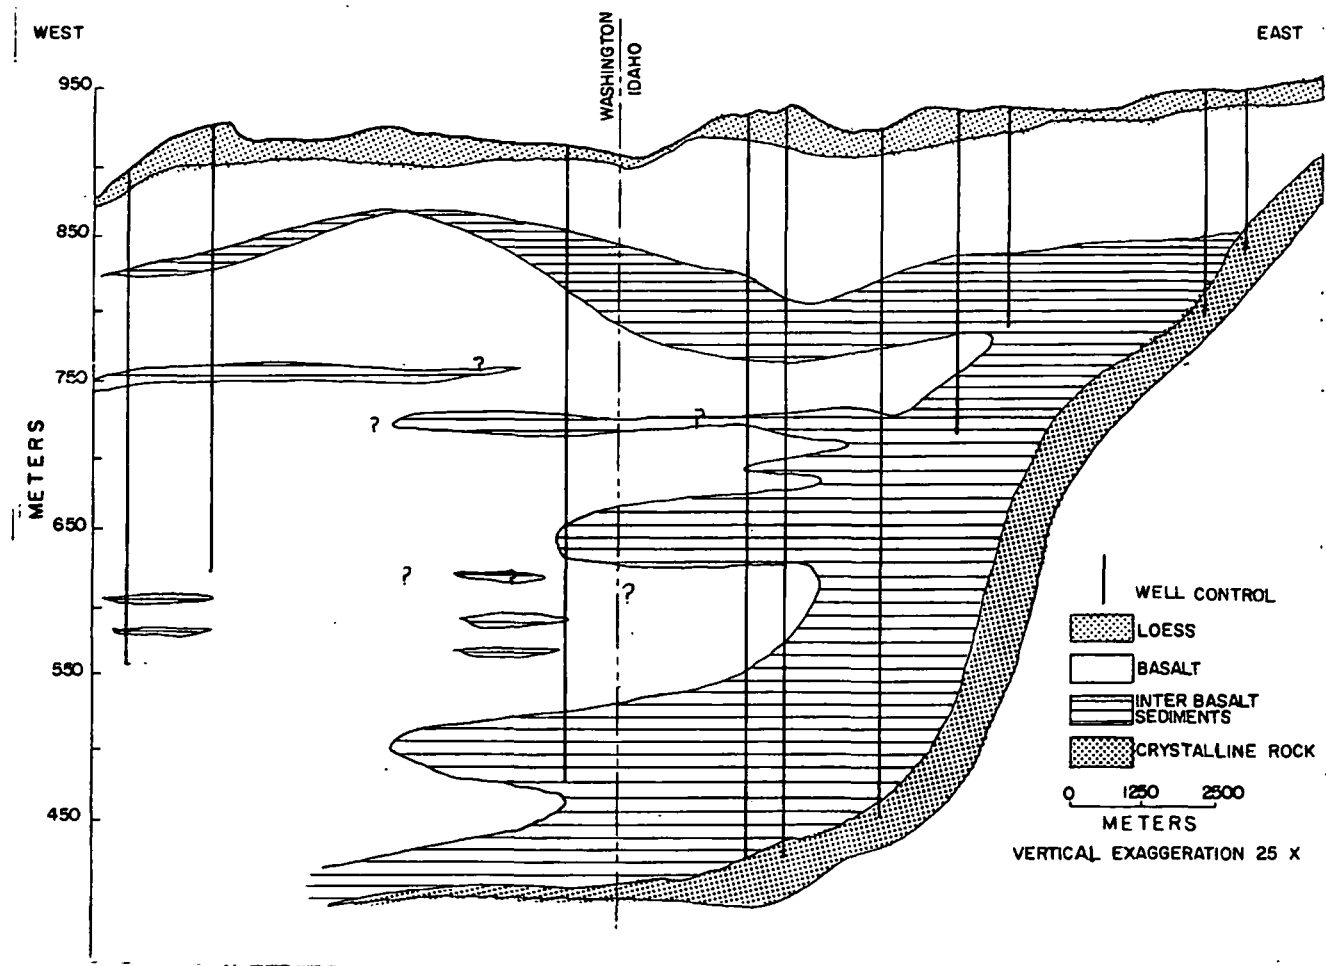 WEST
WASHINGTON
IDAHO
EAST
950
850
750
650
550
450
METERS
?
?
?
?
?
?
WELL CONTROL
LOESS
BASALT
INTER BASALT
SEDIMENTS
CRYSTALLINE ROCK
0 1250 2500
METERS
VERTICAL EXAGGERATION 25 X